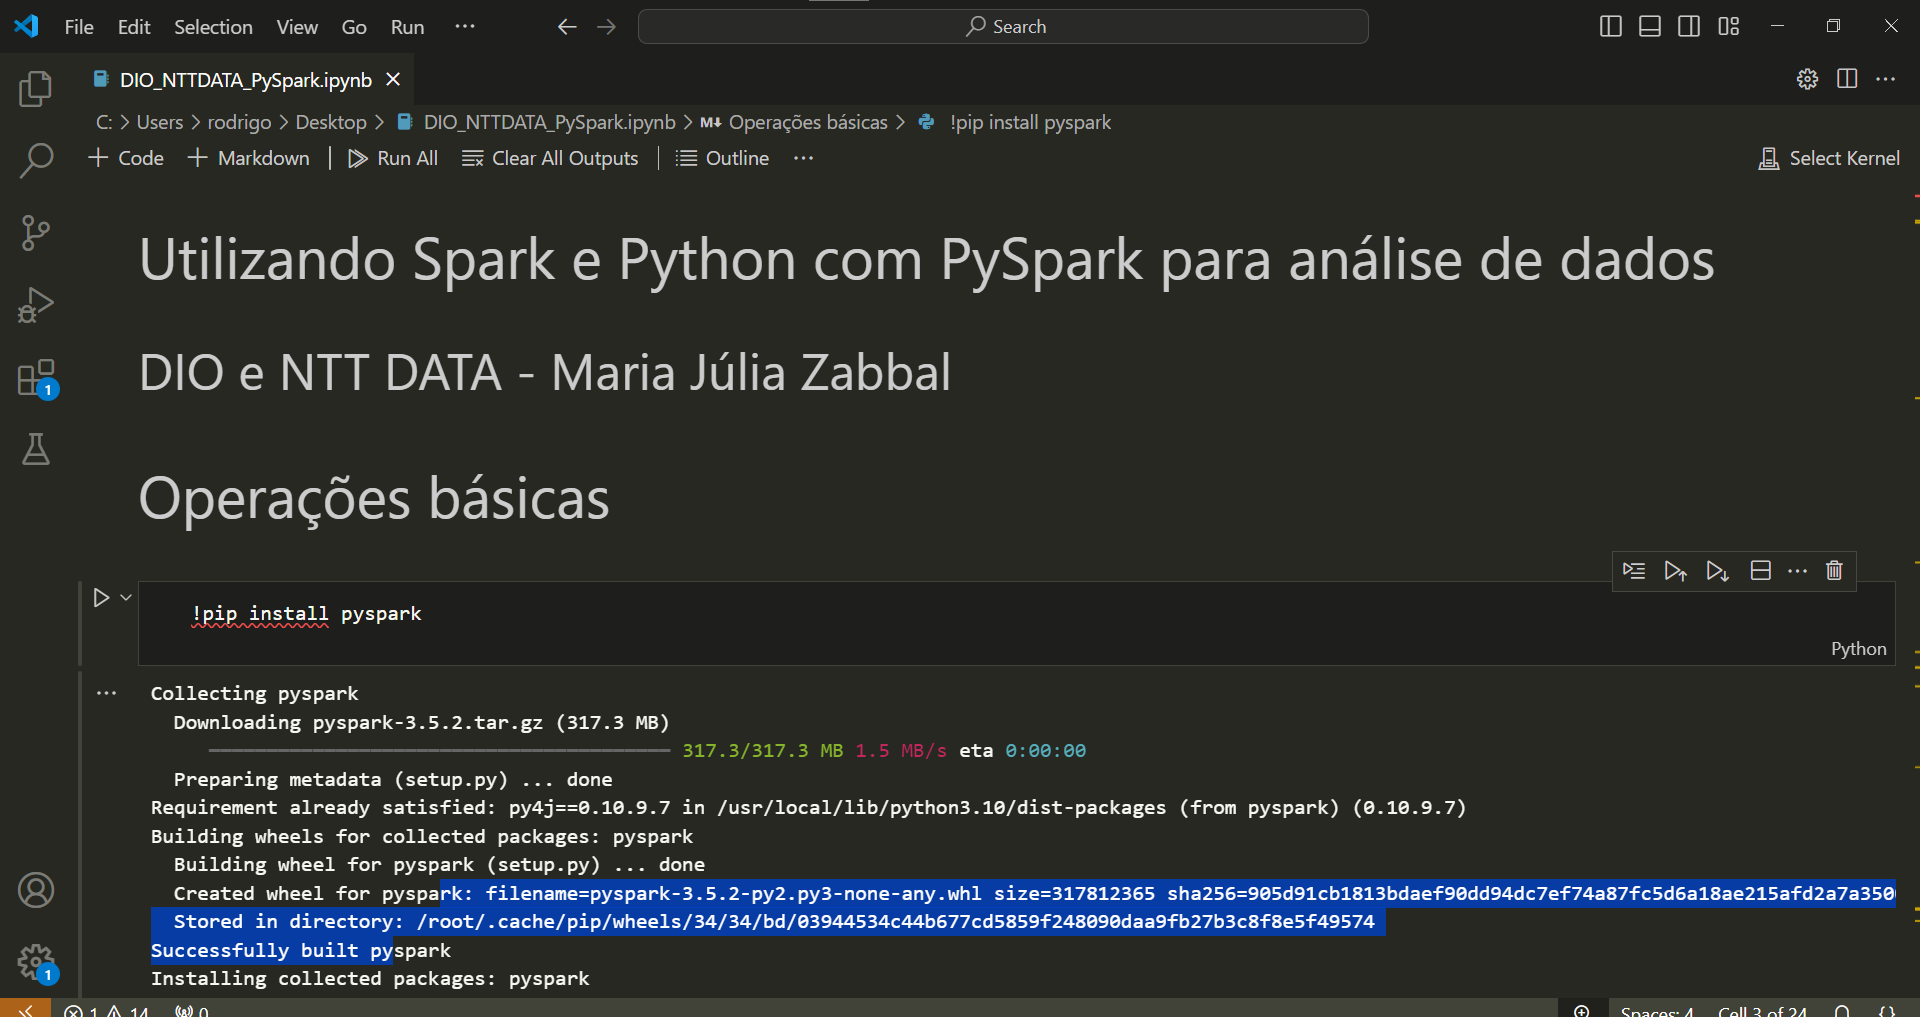 File Edit Selection View Go Run ··· Search
DIO_NTTDATA_PySpark.ipynb
C: > Users > rodrigo > Desktop > DIO_NTTDATA_PySpark.ipynb > M↓ Operações básicas > !pip install pyspark
+ Code + Markdown | Run All Clear All Outputs | Outline ··· Select Kernel
Utilizando Spark e Python com PySpark para análise de dados
DIO e NTT DATA - Maria Júlia Zabbal
1
Operações básicas
!pip install pyspark
Python
Collecting pyspark
Downloading pyspark-3.5.2.tar.gz (317.3 MB)
317.3/317.3 MB 1.5 MB/s eta 0:00:00
Preparing metadata (setup.py) ... done
Requirement already satisfied: py4j==0.10.9.7 in /usr/local/lib/python3.10/dist-packages (from pyspark) (0.10.9.7)
Building wheels for collected packages: pyspark
Building wheel for pyspark (setup.py) ... done
Created wheel for pyspark: filename=pyspark-3.5.2-py2.py3-none-any.whl size=317812365 sha256=905d91cb1813bdaef90dd94dc7ef74a87fc5d6a18ae215afd2a7a350
Stored in directory: /root/.cache/pip/wheels/34/34/bd/03944534c44b677cd5859f248090daa9fb27b3c8f8e5f49574
Successfully built pyspark
1
Installing collected packages: pyspark
1 14 0 Spaces: 4 Cell 3 of 24